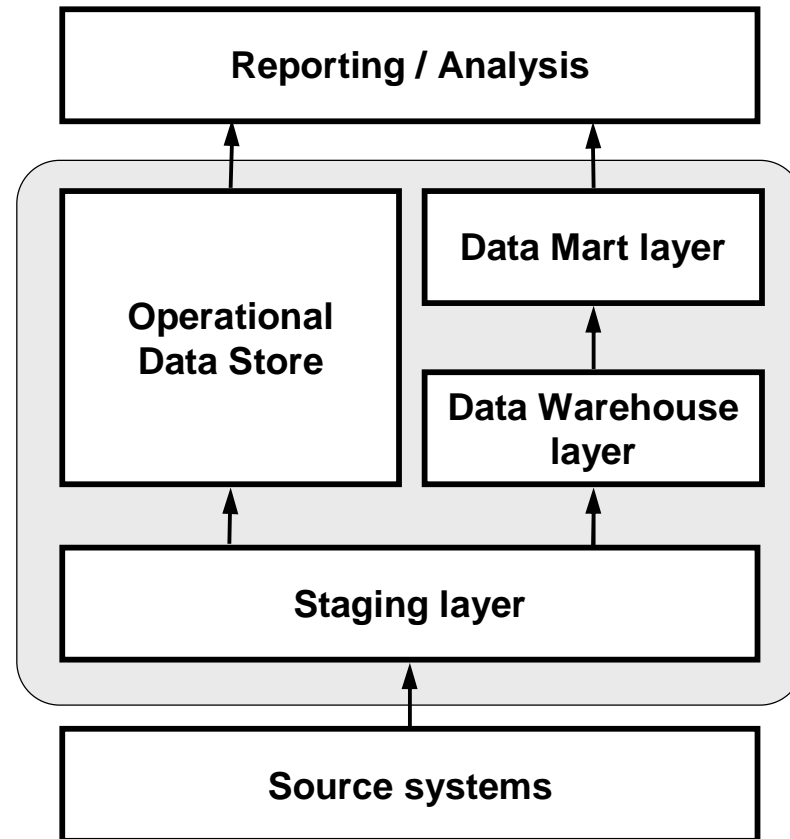 Reporting / Analysis
Operational
Data Store
Data Mart layer
Data Warehouse
layer
Staging layer
Source systems